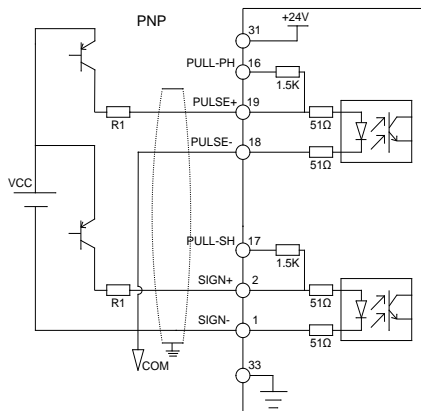 PNP
+24V
31
PULL-PH
16
1.5K
PULSE+
19
51Ω
R1
PULSE-
18
51Ω
VCC
PULL-SH
17
1.5K
SIGN+
2
51Ω
R1
SIGN-
1
51Ω
COM
33